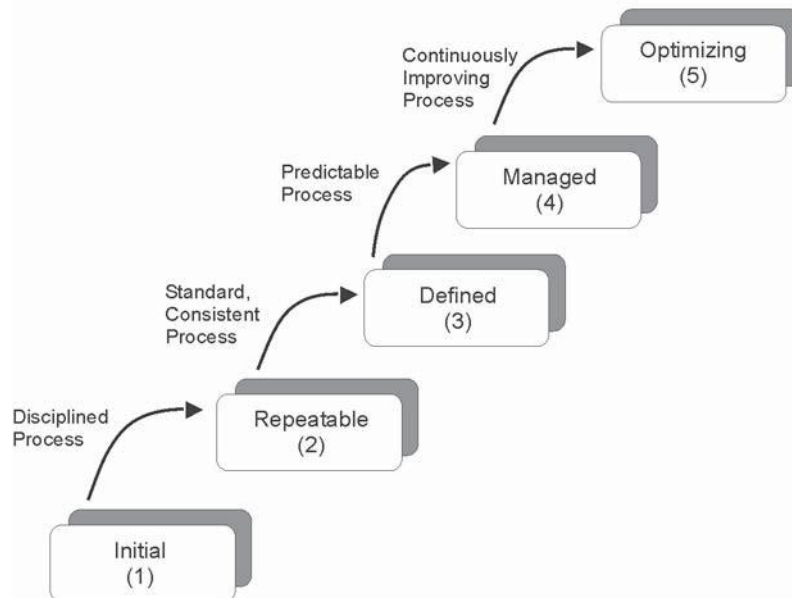 Continuously
Improving
Process
Optimizing
(5)
Predictable
Process
Managed
(4)
Standard,
Consistent
Process
Defined
(3)
Disciplined
Process
Repeatable
(2)
Initial
(1)